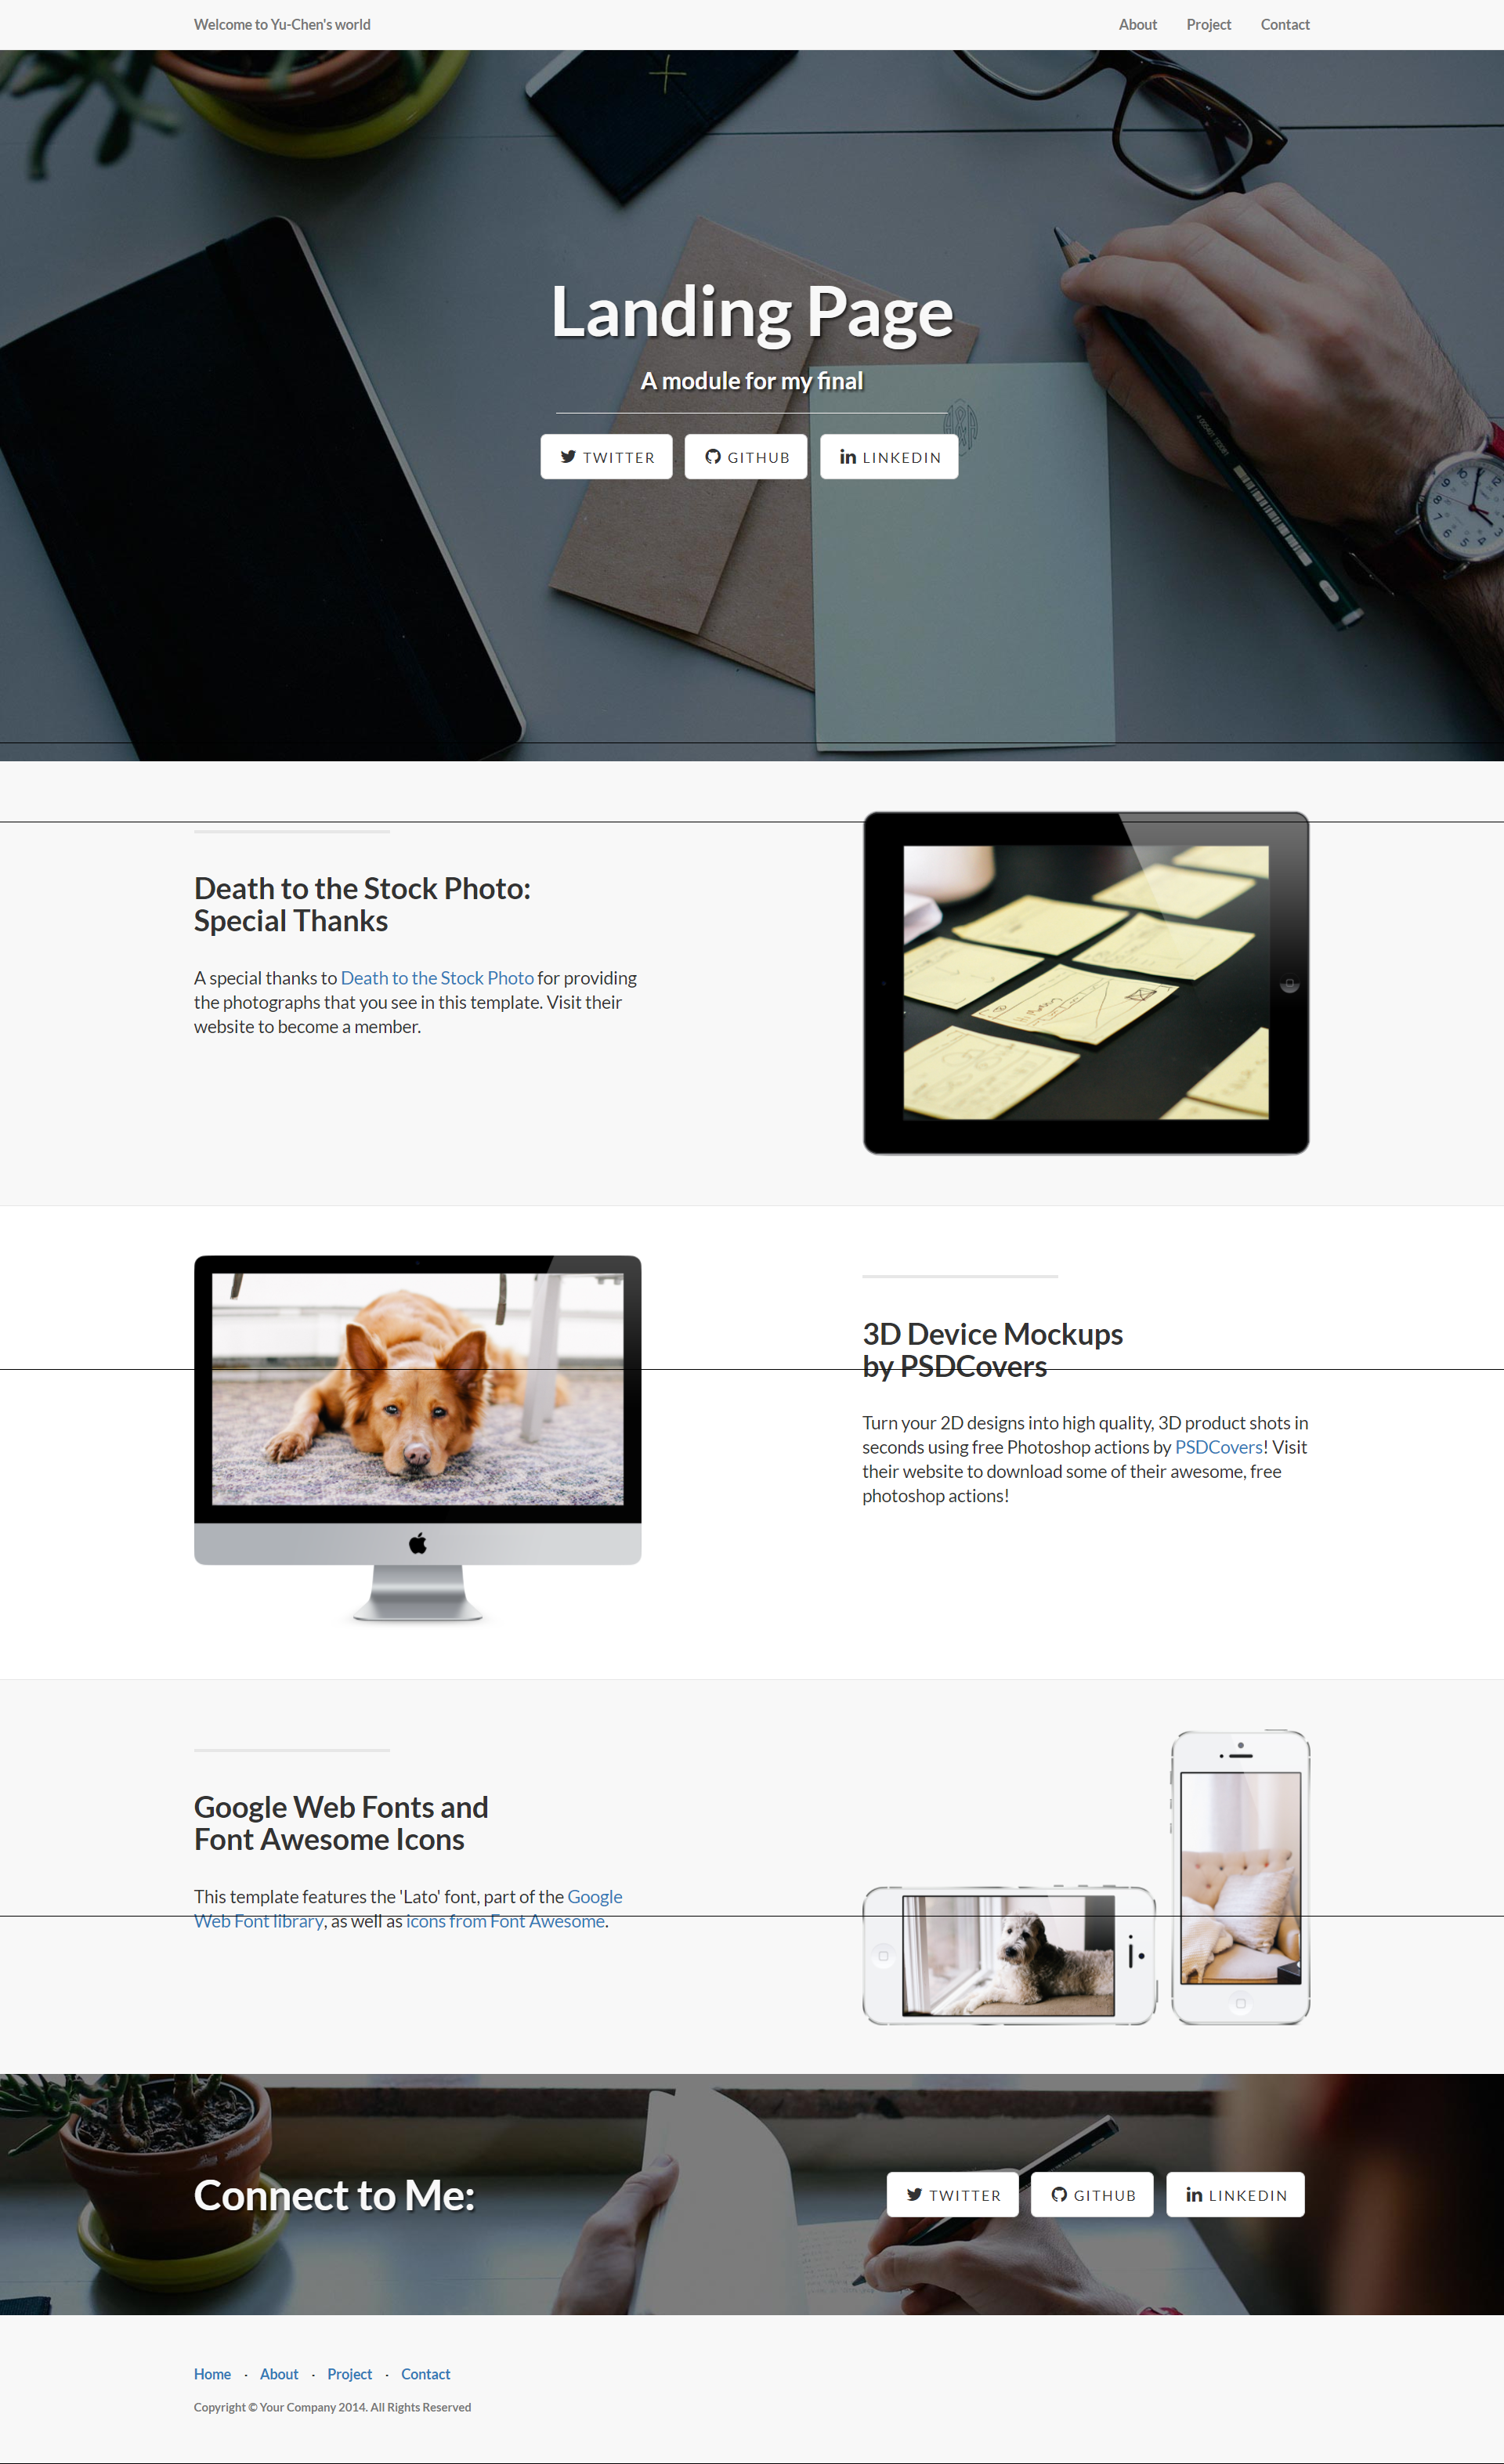 Welcome to Yu-Chen's world
About Project Contact
Landing Page
A module for my final
TWITTER GITHUB LINKEDIN
Death to the Stock Photo:
Special Thanks
A special thanks to Death to the Stock Photo for providing
the photographs that you see in this template. Visit their
website to become a member.
3D Device Mockups
by PSDCovers
Turn your 2D designs into high quality, 3D product shots in
seconds using free Photoshop actions by PSDCovers! Visit
their website to download some of their awesome, free
photoshop actions!
Google Web Fonts and
Font Awesome Icons
This template features the 'Lato' font, part of the Google
Web Font library, as well as icons from Font Awesome.
Connect to Me:
TWITTER GITHUB LINKEDIN
Home · About · Project · Contact
Copyright © Your Company 2014. All Rights Reserved